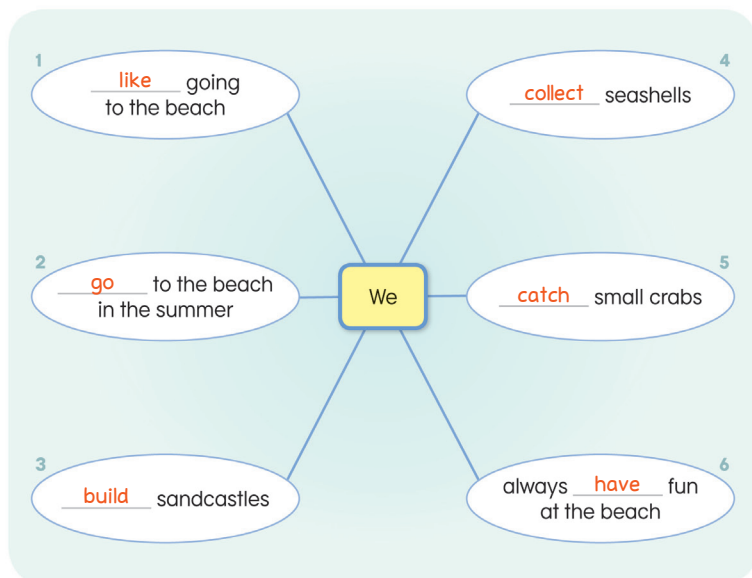 1
like going
to the beach
2
go to the beach
in the summer
3
build sandcastles
We
4
collect seashells
5
catch small crabs
6
always have fun
at the beach